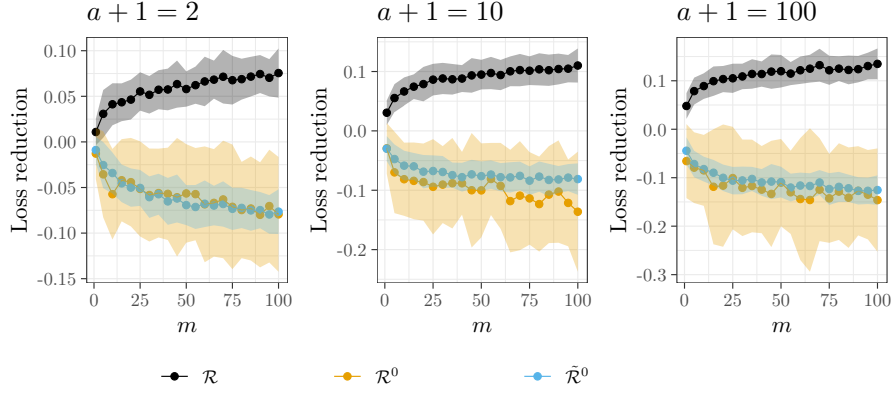 a + 1 = 2
a + 1 = 10
a + 1 = 100
Loss reduction
0.10
0.05
0.00
-0.05
-0.10
-0.15
0 25 50 75 100
m
Loss reduction
0.1
0.0
-0.1
-0.2
0 25 50 75 100
m
Loss reduction
0.1
0.0
-0.1
-0.2
-0.3
0 25 50 75 100
m
ℛ
ℛ⁰
ℛ̃⁰